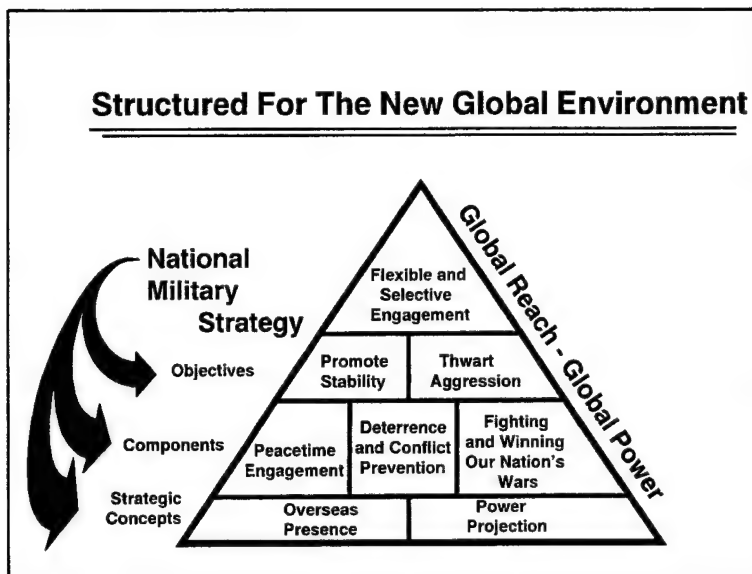 Structured For The New Global Environment
National
Military
Strategy
Global Reach - Global Power
Flexible and
Selective
Engagement
Objectives
Promote
Stability
Thwart
Aggression
Components
Peacetime
Engagement
Deterrence
and Conflict
Prevention
Fighting
and Winning
Our Nation's
Wars
Strategic
Concepts
Overseas
Presence
Power
Projection